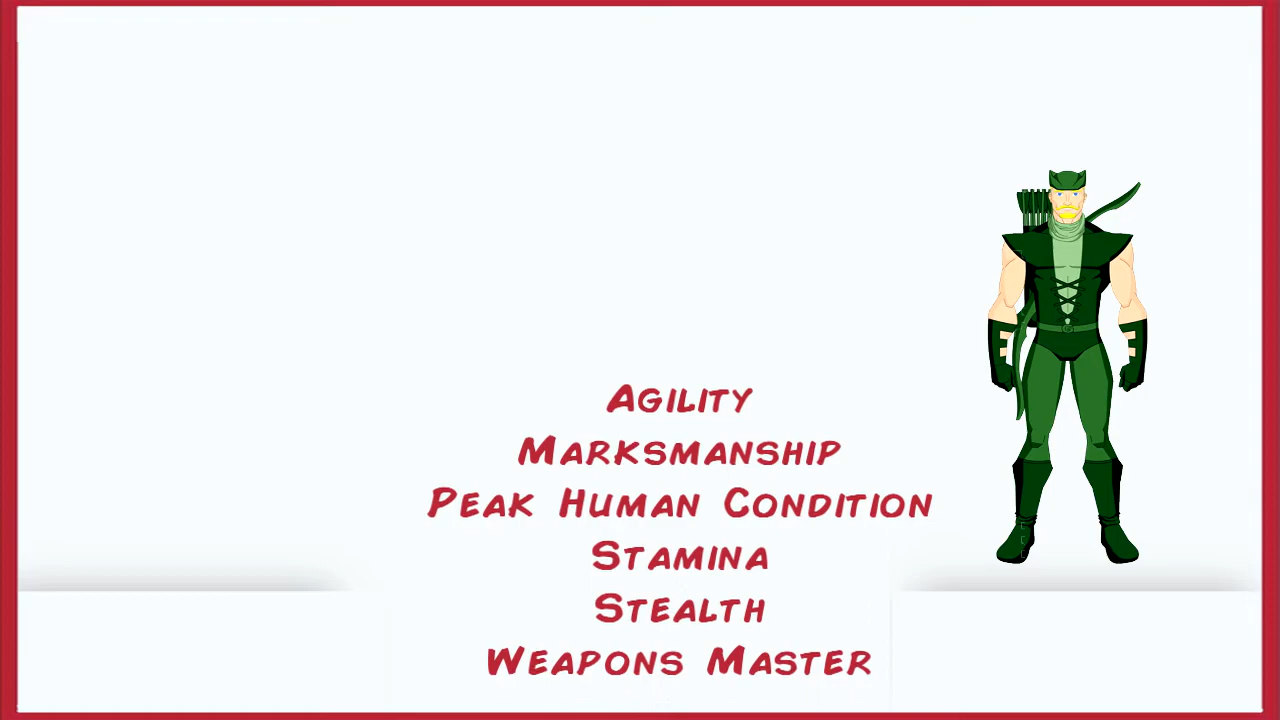 Agility
Marksmanship
Peak Human Condition
Stamina
Stealth
Weapons Master